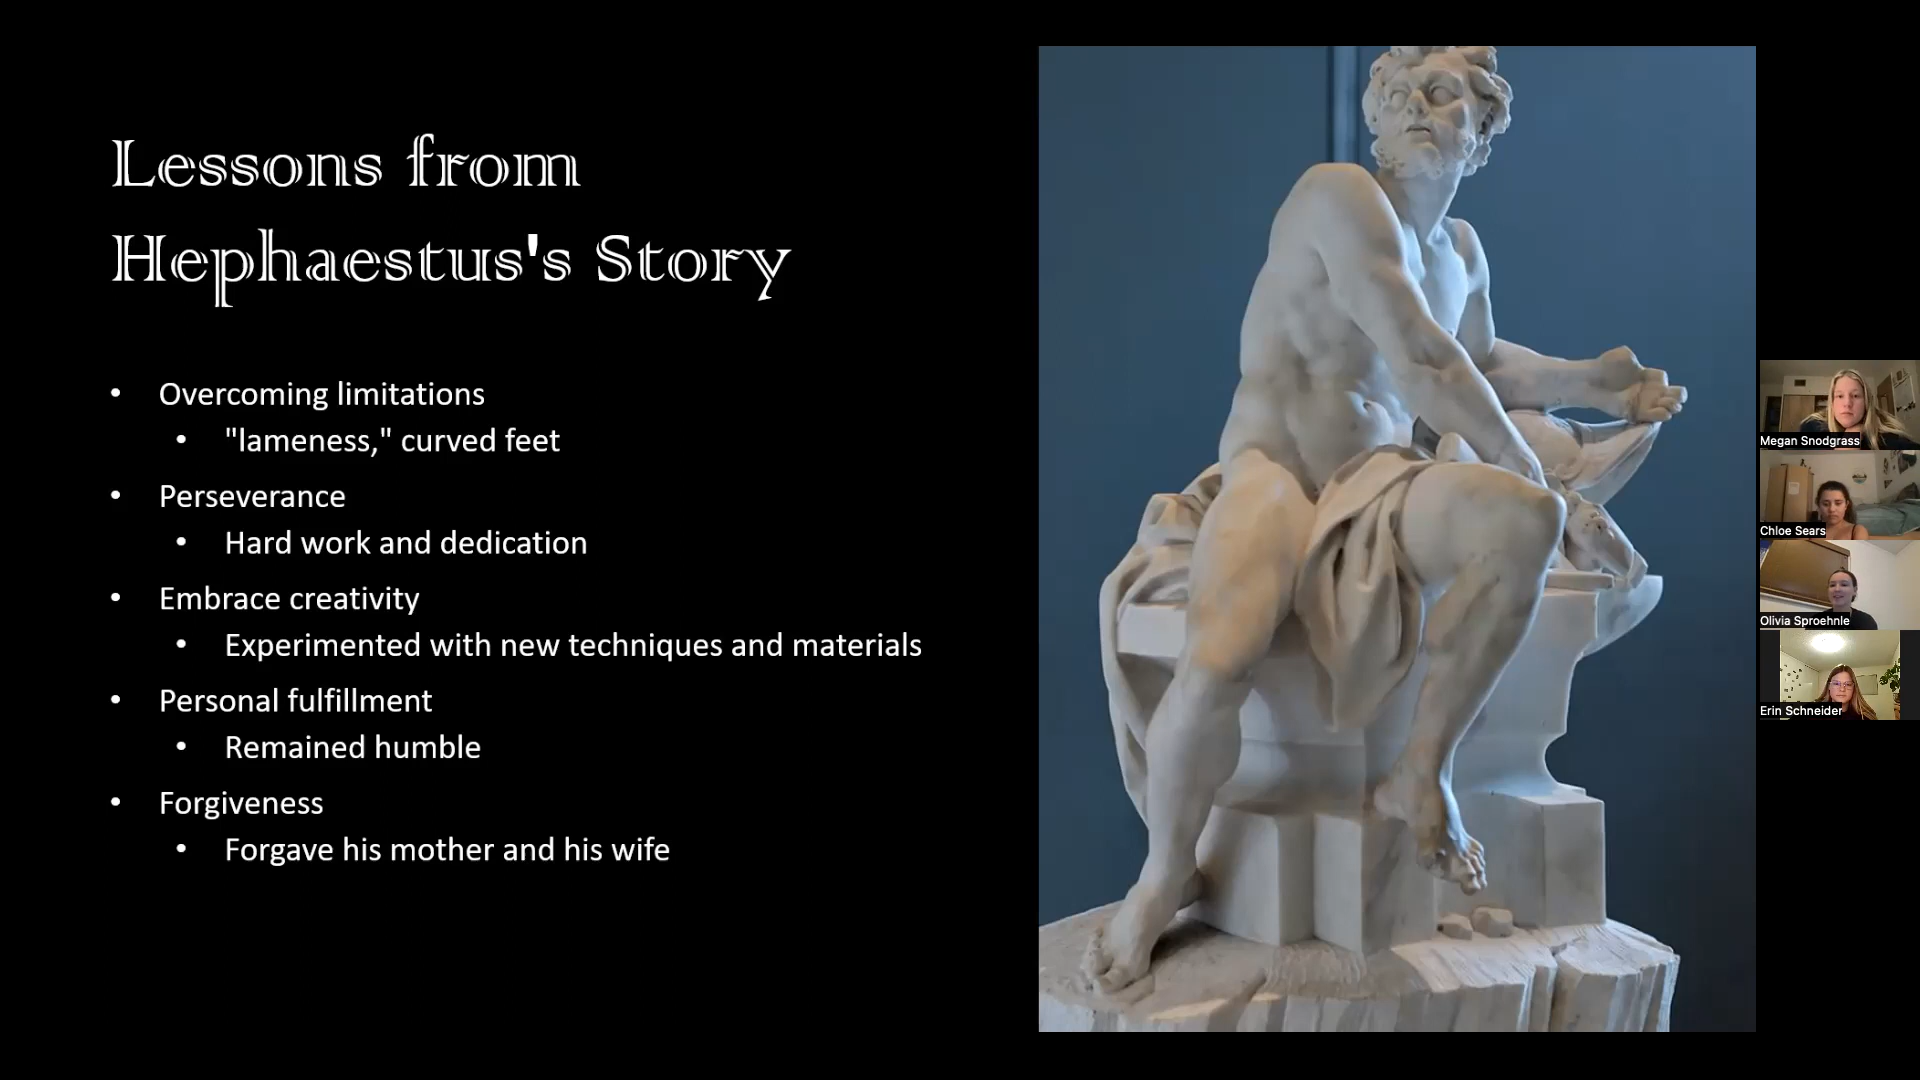 Lessons from
Hephaestus's Story
• Overcoming limitations
• "lameness," curved feet
• Perseverance
• Hard work and dedication
• Embrace creativity
• Experimented with new techniques and materials
• Personal fulfillment
• Remained humble
• Forgiveness
• Forgave his mother and his wife
Megan Snodgrass
Chloe Sears
Olivia Sproehnle
Erin Schneider